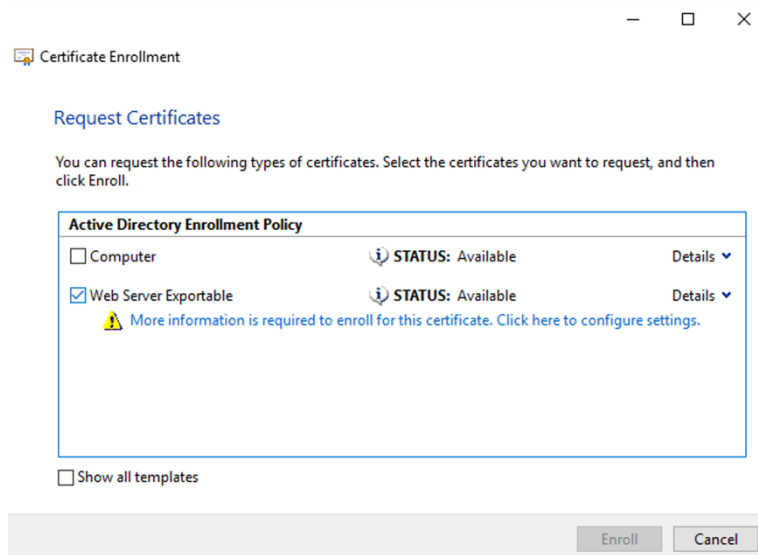 Certificate Enrollment
Request Certificates
You can request the following types of certificates. Select the certificates you want to request, and then
click Enroll.
Active Directory Enrollment Policy
Computer STATUS: Available Details
Web Server Exportable STATUS: Available Details
More information is required to enroll for this certificate. Click here to configure settings.
Show all templates
Enroll Cancel